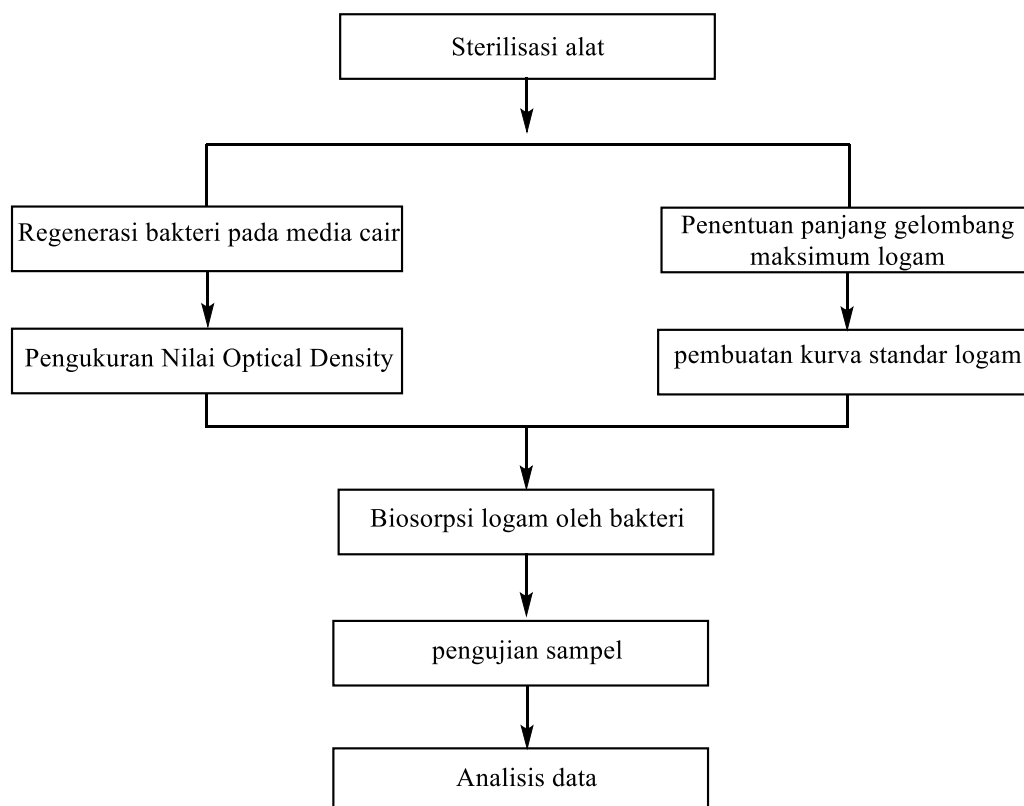 Sterilisasi alat
Regenerasi bakteri pada media cair
Penentuan panjang gelombang
maksimum logam
Pengukuran Nilai Optical Density
pembuatan kurva standar logam
Biosorpsi logam oleh bakteri
pengujian sampel
Analisis data